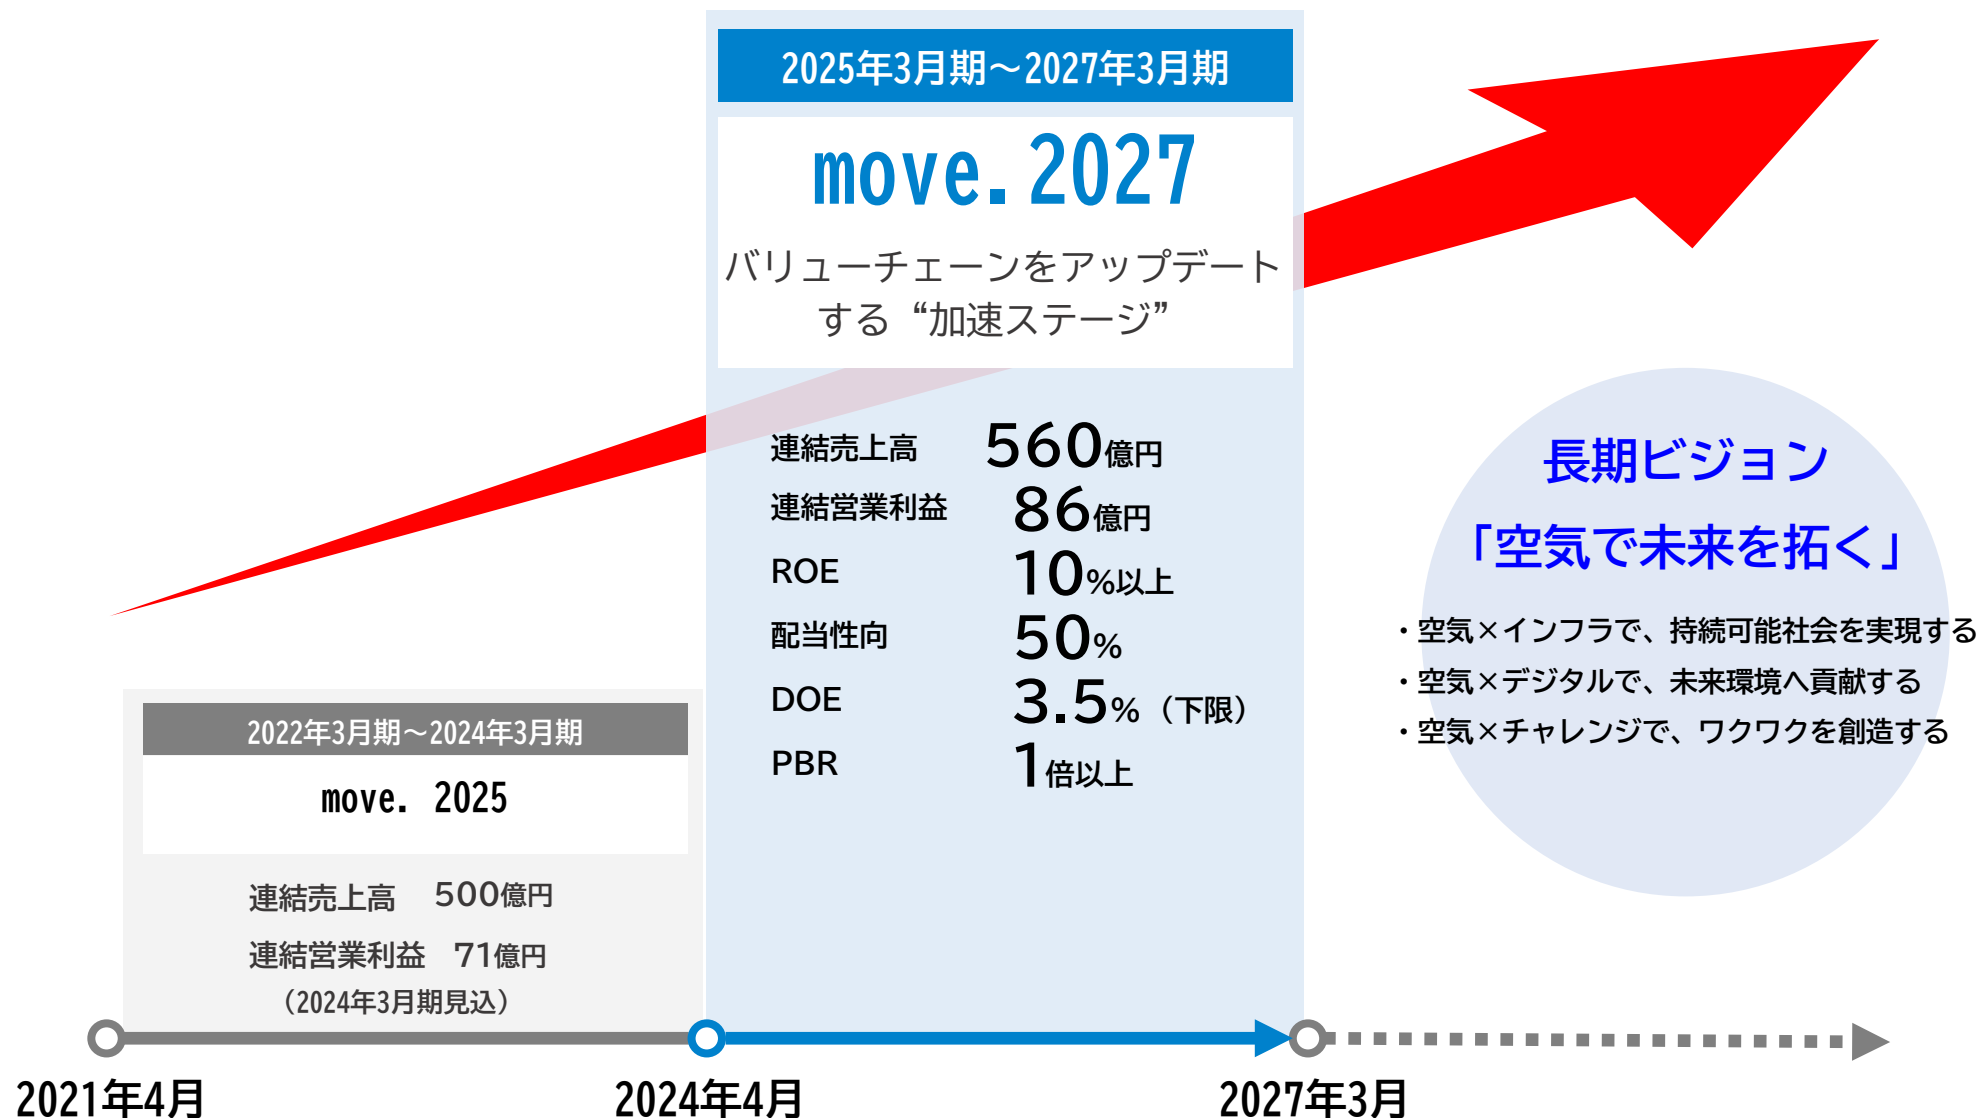 2025年3月期～2027年3月期
move.2027
バリューチェーンをアップデート
する“加速ステージ”
連結売上高 560億円
連結営業利益 86億円
ROE 10%以上
配当性向 50%
DOE 3.5%（下限）
PBR 1倍以上
2022年3月期～2024年3月期
move. 2025
連結売上高 500億円
連結営業利益 71億円
（2024年3月期見込）
長期ビジョン
「空気で未来を拓く」
・空気×インフラで、持続可能社会を実現する
・空気×デジタルで、未来環境へ貢献する
・空気×チャレンジで、ワクワクを創造する
2021年4月
2024年4月
2027年3月